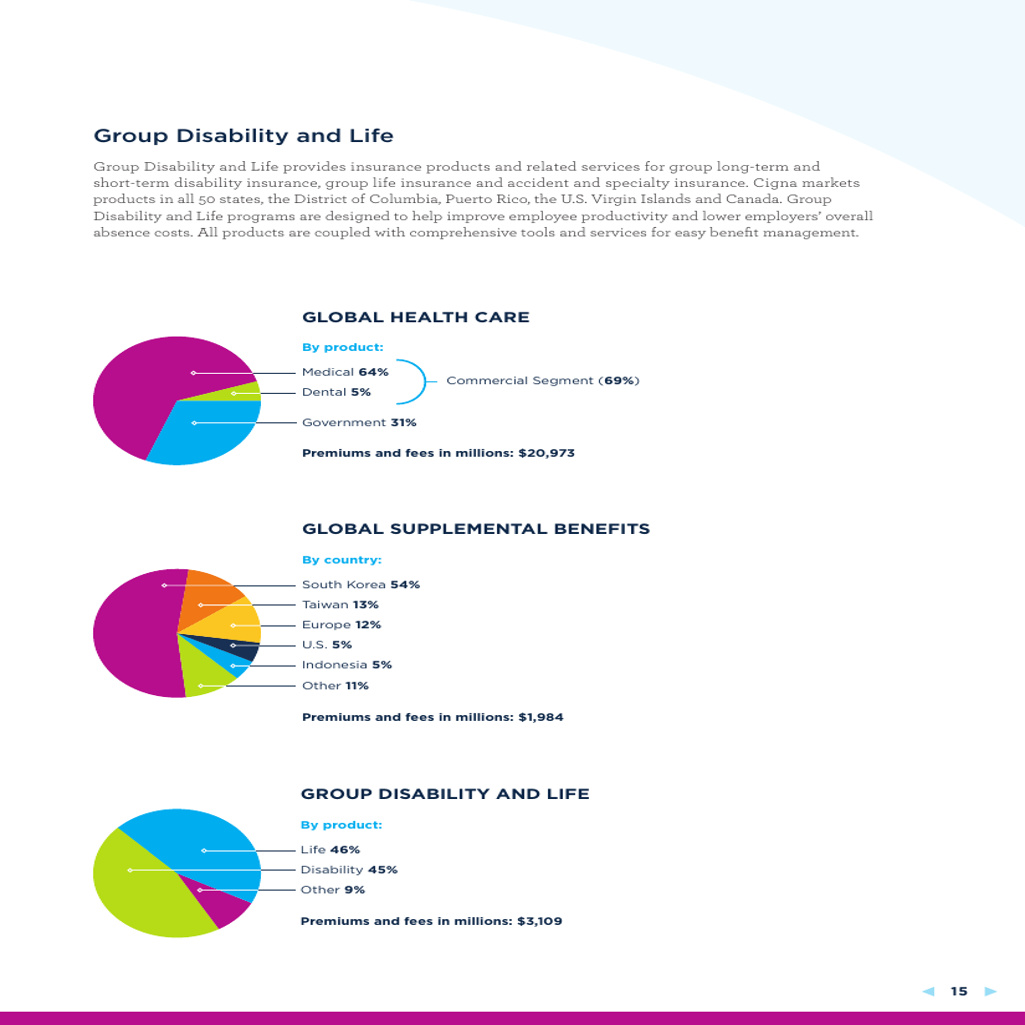 Group Disability and Life
Group Disability and Life provides insurance products and related services for group long-term and
short-term disability insurance, group life insurance and accident and specialty insurance. Cigna markets
products in all 50 states, the District of Columbia, Puerto Rico, the U.S. Virgin Islands and Canada. Group
Disability and Life programs are designed to help improve employee productivity and lower employers’ overall
absence costs. All products are coupled with comprehensive tools and services for easy benefit management.
GLOBAL HEALTH CARE
By product:
Medical 64%
Commercial Segment (69%)
Dental 5%
Government 31%
Premiums and fees in millions: $20,973
GLOBAL SUPPLEMENTAL BENEFITS
By country:
South Korea 54%
Taiwan 13%
Europe 12%
U.S. 5%
Indonesia 5%
Other 11%
Premiums and fees in millions: $1,984
GROUP DISABILITY AND LIFE
By product:
Life 46%
Disability 45%
Other 9%
Premiums and fees in millions: $3,109
15